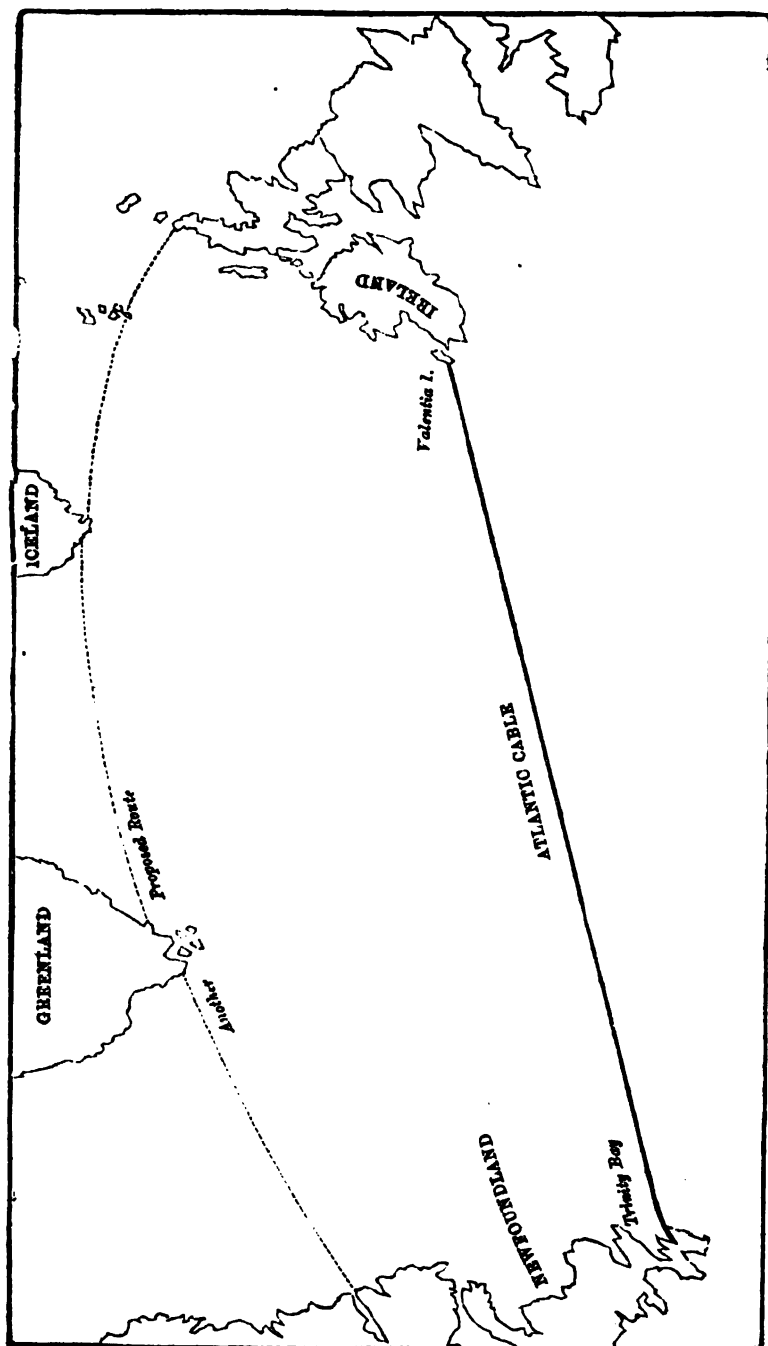 GREENLAND
ICELAND
Another
Proposed Route
IRELAND
Valentia I.
ATLANTIC CABLE
NEWFOUNDLAND
Trinity Bay